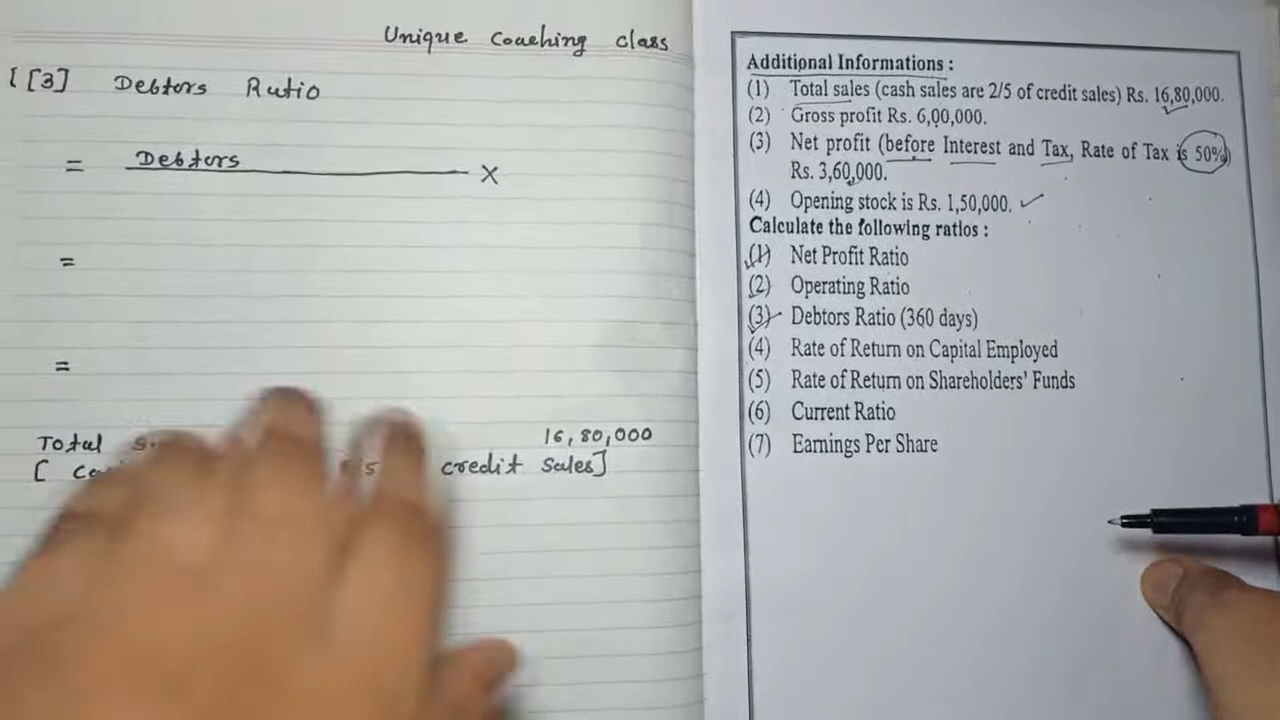 Unique Coaching Class
[[3] Debtors Ratio
= Debtors ×
=
=
Total 16,80,000
[ credit sales]
Additional Informations :
(1) Total sales (cash sales are 2/5 of credit sales) Rs. 16,80,000.
(2) Gross profit Rs. 6,00,000.
(3) Net profit (before Interest and Tax, Rate of Tax is 50%)
Rs. 3,60,000.
(4) Opening stock is Rs. 1,50,000.
Calculate the following ratios :
(1) Net Profit Ratio
(2) Operating Ratio
(3) Debtors Ratio (360 days)
(4) Rate of Return on Capital Employed
(5) Rate of Return on Shareholders' Funds
(6) Current Ratio
(7) Earnings Per Share